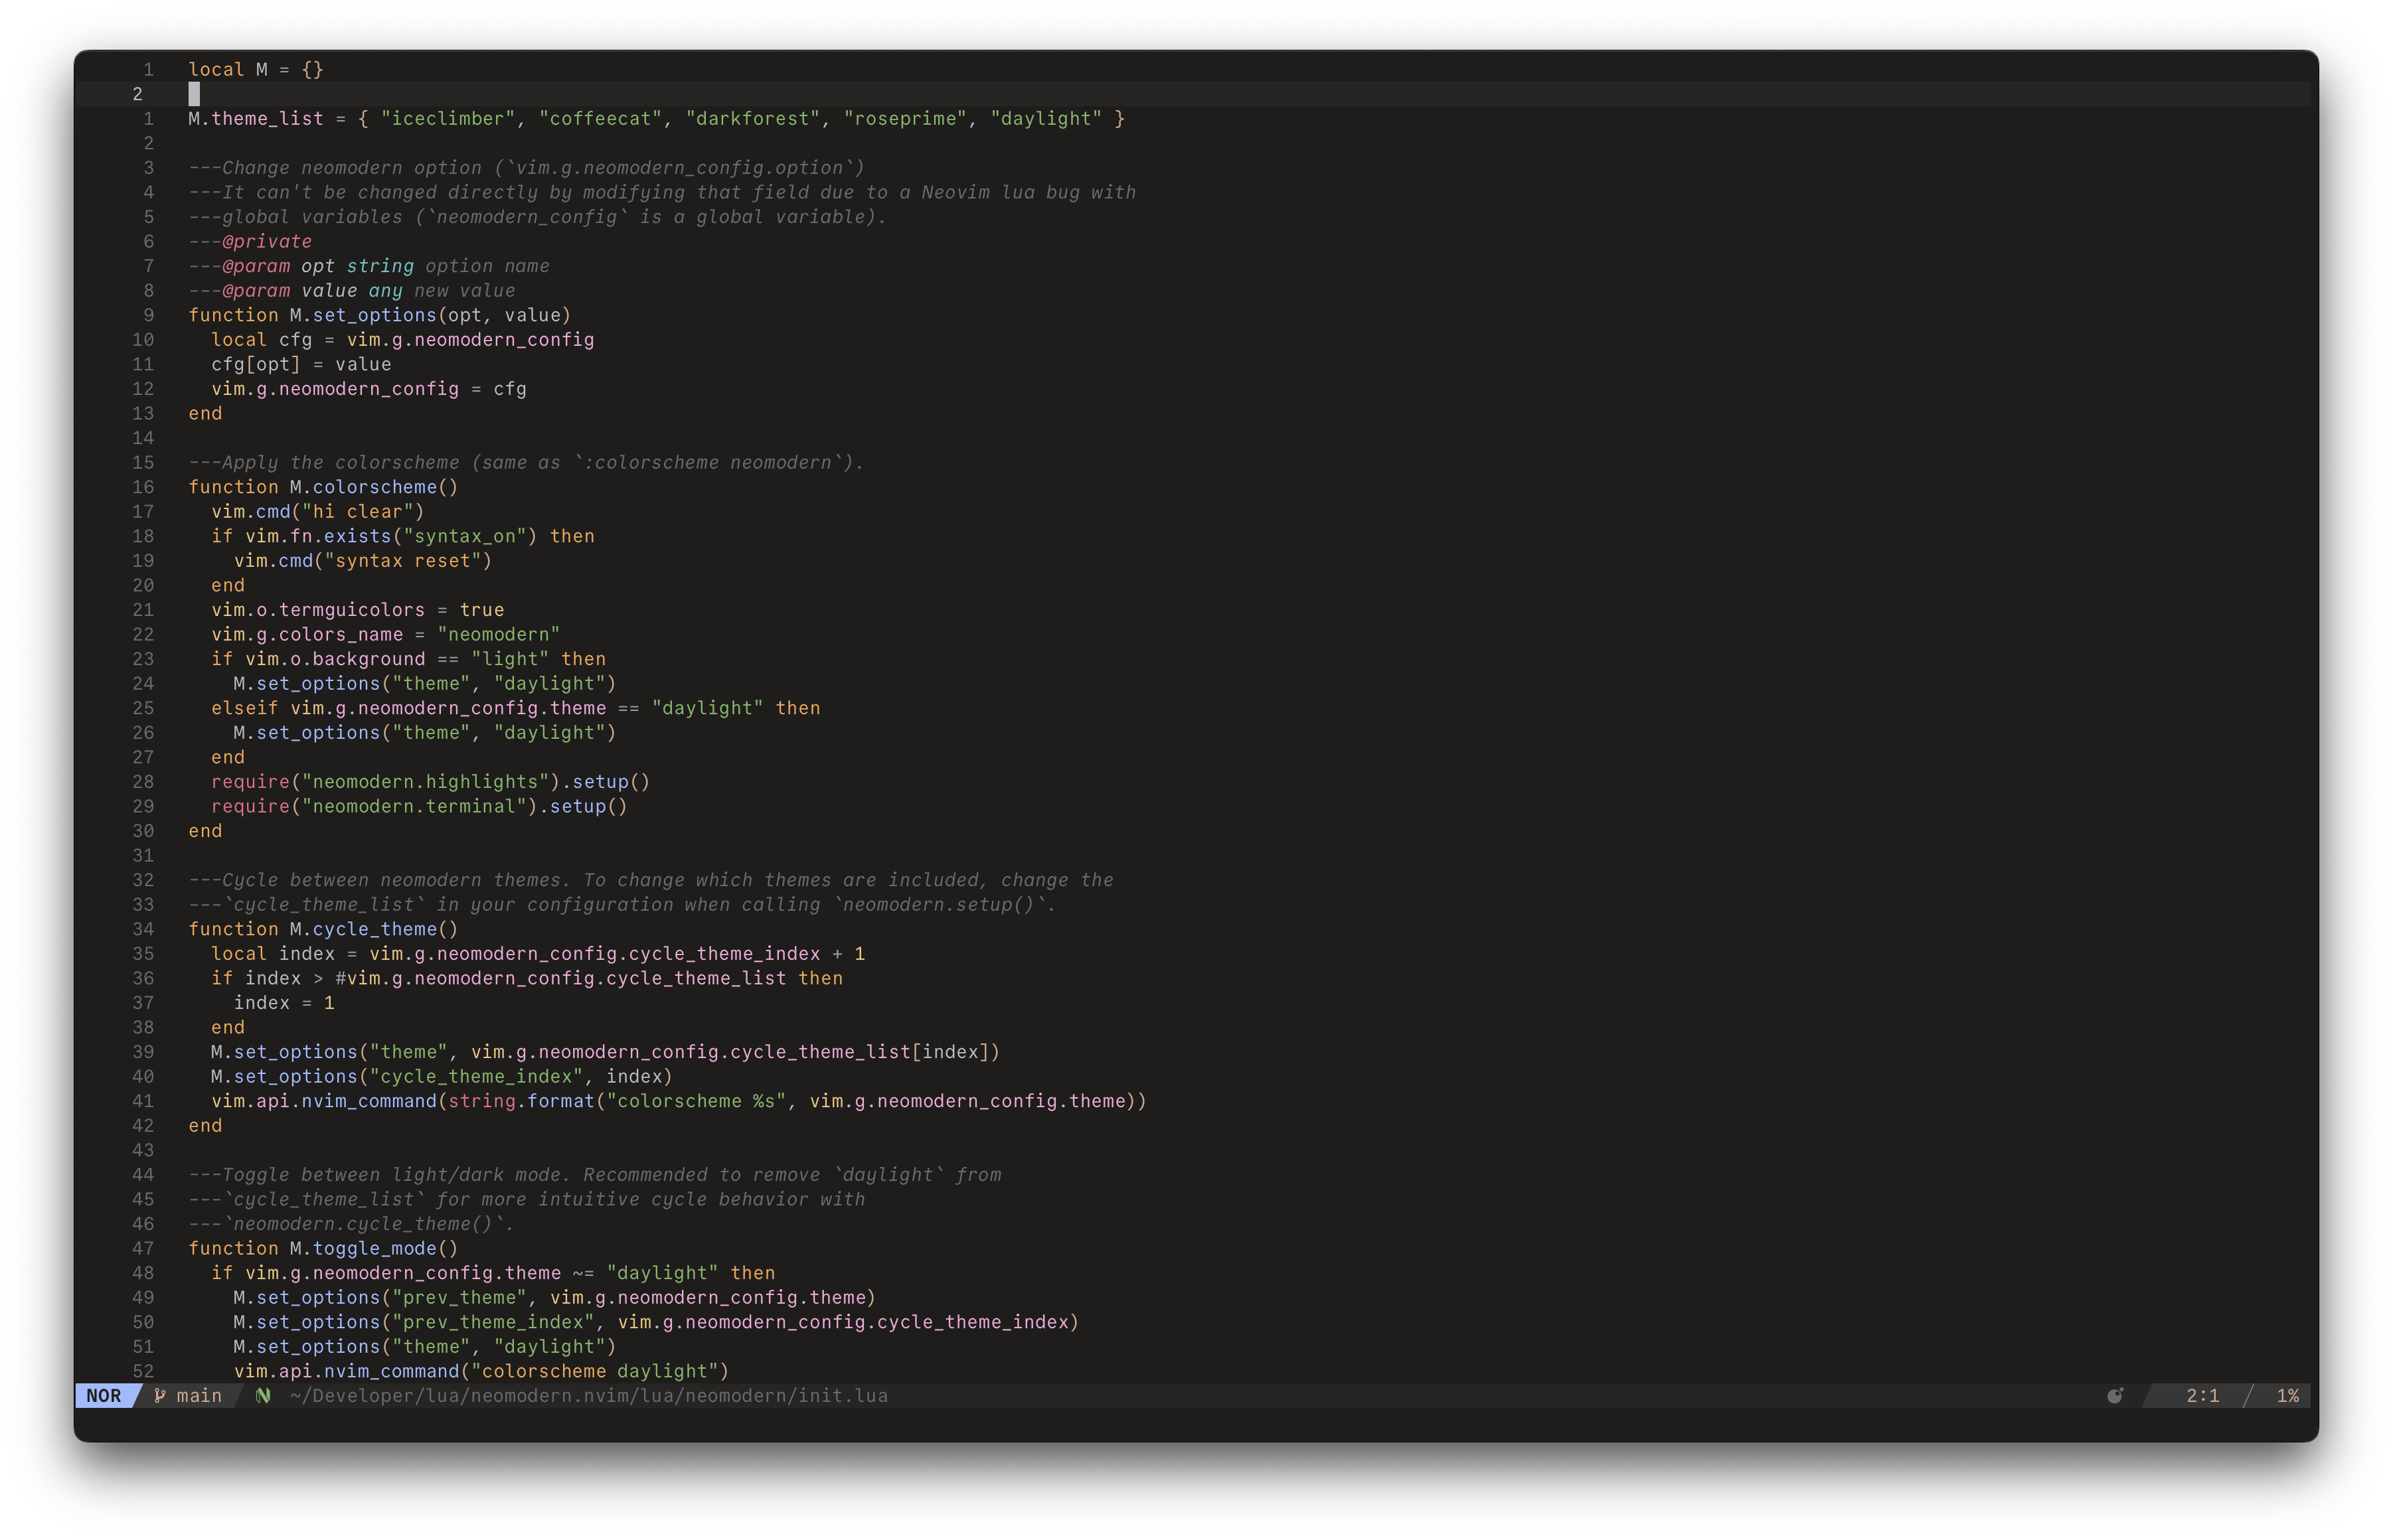 1 local M = {}
2
1 M.theme_list = { "iceclimber", "coffeecat", "darkforest", "roseprime", "daylight" }
2
3 ---Change neomodern option (`vim.g.neomodern_config.option`)
4 ---It can't be changed directly by modifying that field due to a Neovim lua bug with
5 ---global variables (`neomodern_config` is a global variable).
6 ---@private
7 ---@param opt string option name
8 ---@param value any new value
9 function M.set_options(opt, value)
10   local cfg = vim.g.neomodern_config
11   cfg[opt] = value
12   vim.g.neomodern_config = cfg
13 end
14
15 ---Apply the colorscheme (same as `:colorscheme neomodern`).
16 function M.colorscheme()
17   vim.cmd("hi clear")
18   if vim.fn.exists("syntax_on") then
19     vim.cmd("syntax reset")
20   end
21   vim.o.termguicolors = true
22   vim.g.colors_name = "neomodern"
23   if vim.o.background == "light" then
24     M.set_options("theme", "daylight")
25   elseif vim.g.neomodern_config.theme == "daylight" then
26     M.set_options("theme", "daylight")
27   end
28   require("neomodern.highlights").setup()
29   require("neomodern.terminal").setup()
30 end
31
32 ---Cycle between neomodern themes. To change which themes are included, change the
33 ---`cycle_theme_list` in your configuration when calling `neomodern.setup()`.
34 function M.cycle_theme()
35   local index = vim.g.neomodern_config.cycle_theme_index + 1
36   if index > #vim.g.neomodern_config.cycle_theme_list then
37     index = 1
38   end
39   M.set_options("theme", vim.g.neomodern_config.cycle_theme_list[index])
40   M.set_options("cycle_theme_index", index)
41   vim.api.nvim_command(string.format("colorscheme %s", vim.g.neomodern_config.theme))
42 end
43
44 ---Toggle between light/dark mode. Recommended to remove `daylight` from
45 ---`cycle_theme_list` for more intuitive cycle behavior with
46 ---`neomodern.cycle_theme()`.
47 function M.toggle_mode()
48   if vim.g.neomodern_config.theme ~= "daylight" then
49     M.set_options("prev_theme", vim.g.neomodern_config.theme)
50     M.set_options("prev_theme_index", vim.g.neomodern_config.cycle_theme_index)
51     M.set_options("theme", "daylight")
52     vim.api.nvim_command("colorscheme daylight")
NOR main ~/Developer/lua/neomodern.nvim/lua/neomodern/init.lua 2:1 1%